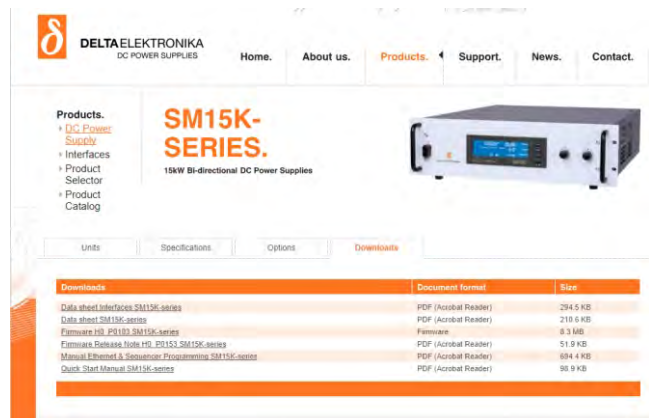 δ
DELTA ELEKTRONIKA
DC POWER SUPPLIES
Home. About us. Products. Support. News. Contact.
Products.
DC Power
Supply
Interfaces
Product
Selector
Product
Catalog
SM15K-
SERIES.
15kW Bi-directional DC Power Supplies
Units Specifications Options Downloads
Downloads Document format Size
Data sheet Interfaces SM15K-series PDF (Acrobat Reader) 294.5 KB
Data sheet SM15K-series PDF (Acrobat Reader) 210.6 KB
Firmware H0_P0103 SM15K-series Firmware 8.3 MB
Firmware Release Note H0_P0153 SM15K-series PDF (Acrobat Reader) 51.9 KB
Manual Ethernet & Sequencer Programming SM15K-series PDF (Acrobat Reader) 694.4 KB
Quick Start Manual SM15K-series PDF (Acrobat Reader) 98.9 KB